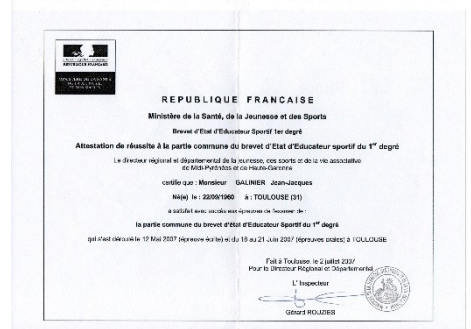 RÉPUBLIQUE FRANÇAISE
REPUBLIQUE FRANCAISE
Ministère de la Santé, de la Jeunesse et des Sports
Brevet d'Etat d'Educateur Sportif 1er degré
Attestation de réussite à la partie commune du brevet d'Etat d'Educateur sportif du 1er degré
Le directeur régional et départemental de la jeunesse, des sports et de la vie associative
de Midi-Pyrénées et de Haute-Garonne
certifie que : Monsieur GALINIER Jean-Jacques
Né(e) le : 22/09/1960 à : TOULOUSE (31)
a satisfait avec succès aux épreuves de l'examen de :
la partie commune du brevet d'état d'Educateur Sportif du 1er degré
qui s'est déroulé le 12 Mai 2007 (épreuve écrite) et du 18 au 21 Juin 2007 (épreuves orales) à TOULOUSE
Fait à Toulouse, le 2 juillet 2007
Pour le Directeur Régional et Départemental
L' Inspecteur
Gérard ROUZIES